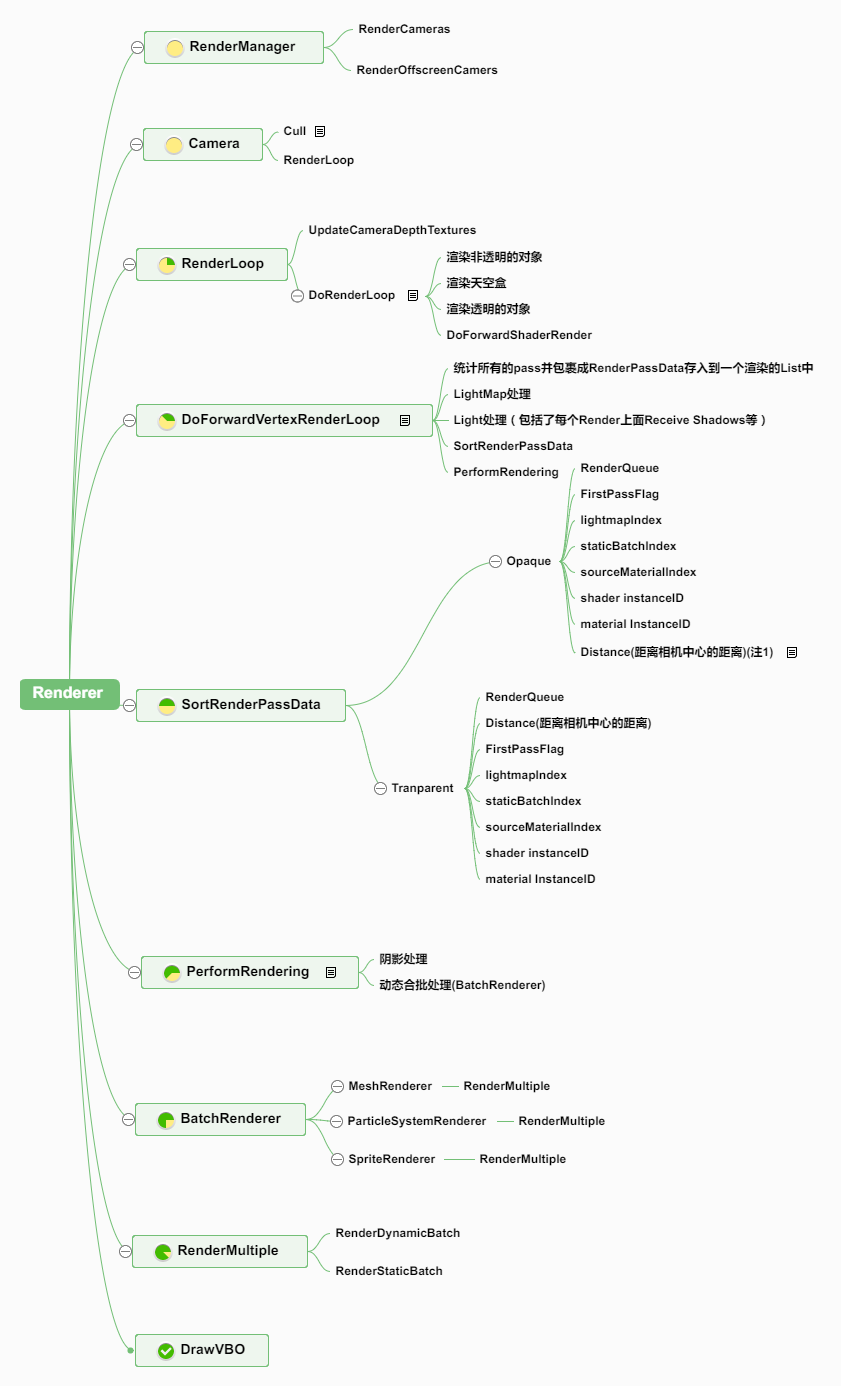 Renderer
RenderManager
RenderCameras
RenderOffscreenCamers
Camera
Cull
RenderLoop
RenderLoop
UpdateCameraDepthTextures
DoRenderLoop
渲染非透明的对象
渲染天空盒
渲染透明的对象
DoForwardShaderRender
DoForwardVertexRenderLoop
统计所有的pass并包裹成RenderPassData存入到一个渲染的List中
LightMap处理
Light处理（包括了每个Render上面Receive Shadows等）
SortRenderPassData
PerformRendering
SortRenderPassData
Opaque
RenderQueue
FirstPassFlag
lightmapIndex
staticBatchIndex
sourceMaterialIndex
shader instanceID
material InstanceID
Distance(距离相机中心的距离)(注1)
Tranparent
RenderQueue
Distance(距离相机中心的距离)
FirstPassFlag
lightmapIndex
staticBatchIndex
sourceMaterialIndex
shader instanceID
material InstanceID
PerformRendering
阴影处理
动态合批处理(BatchRenderer)
BatchRenderer
MeshRenderer
RenderMultiple
ParticleSystemRenderer
RenderMultiple
SpriteRenderer
RenderMultiple
RenderMultiple
RenderDynamicBatch
RenderStaticBatch
DrawVBO